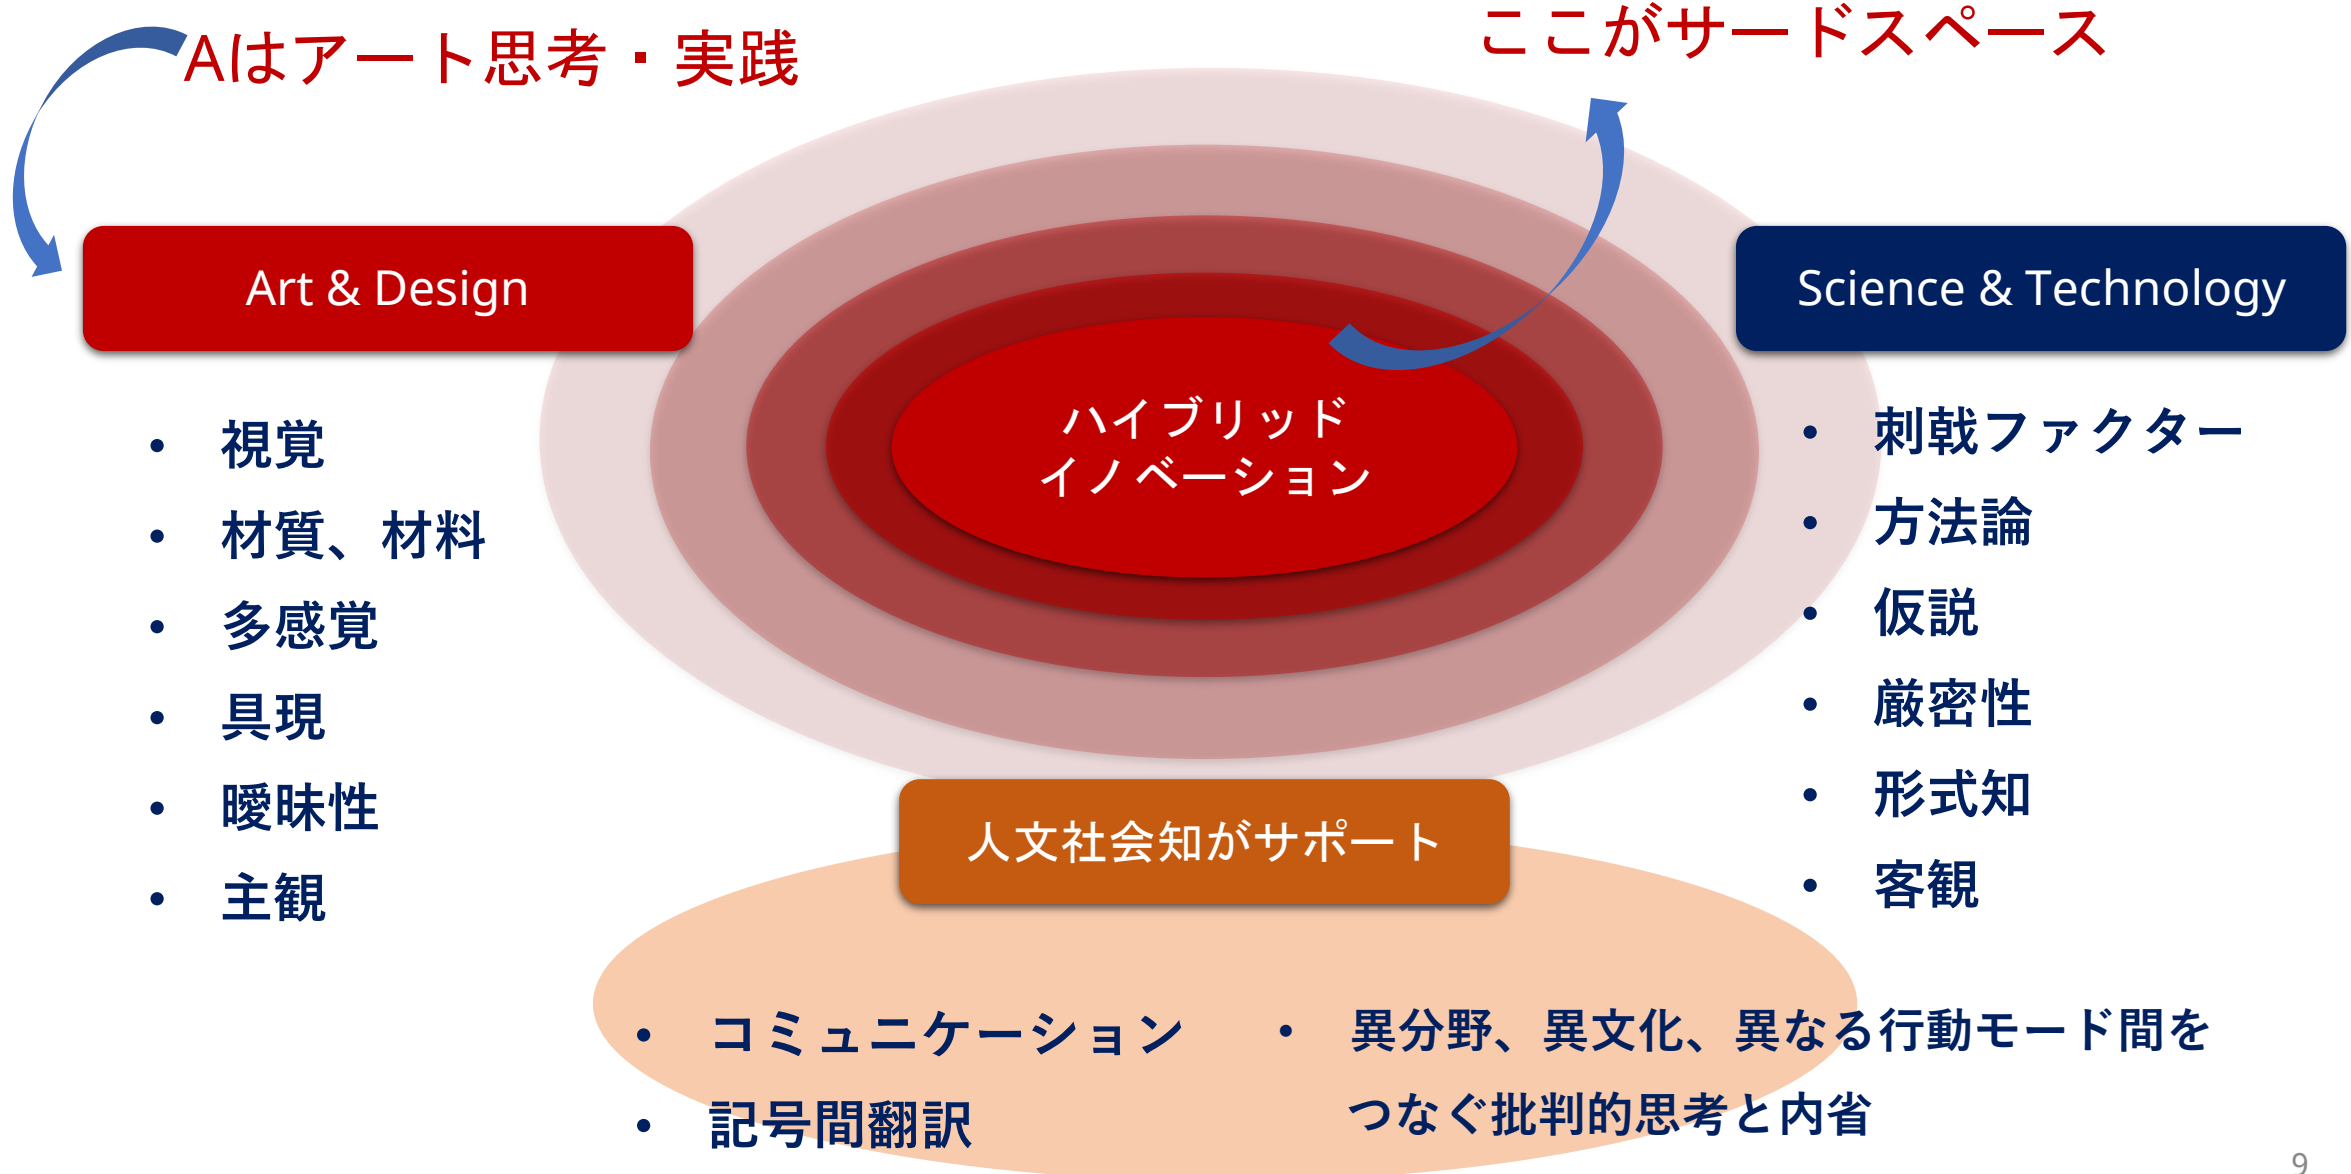 Aはアート思考・実践
ここがサードスペース
Art & Design
Science & Technology
ハイブリッド
イノベーション
• 視覚
• 材質、材料
• 多感覚
• 具現
• 曖昧性
• 主観
• 刺戟ファクター
• 方法論
• 仮説
• 厳密性
• 形式知
• 客観
人文社会知がサポート
• コミュニケーション
• 記号間翻訳
• 異分野、異文化、異なる行動モード間を
つなぐ批判的思考と内省
9